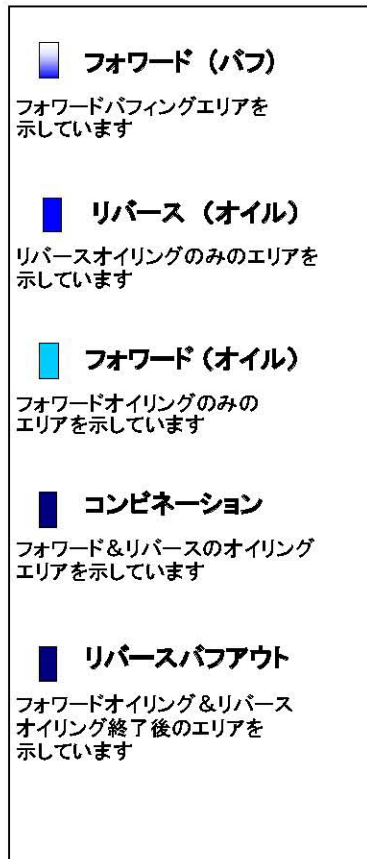 フォワード（バフ）
フォワードバフィングエリアを
示しています
リバース（オイル）
リバースオイリングのみのエリアを
示しています
フォワード（オイル）
フォワードオイリングのみの
エリアを示しています
コンビネーション
フォワード＆リバースのオイリング
エリアを示しています
リバースバフアウト
フォワードオイリング＆リバース
オイリング終了後のエリアを
示しています